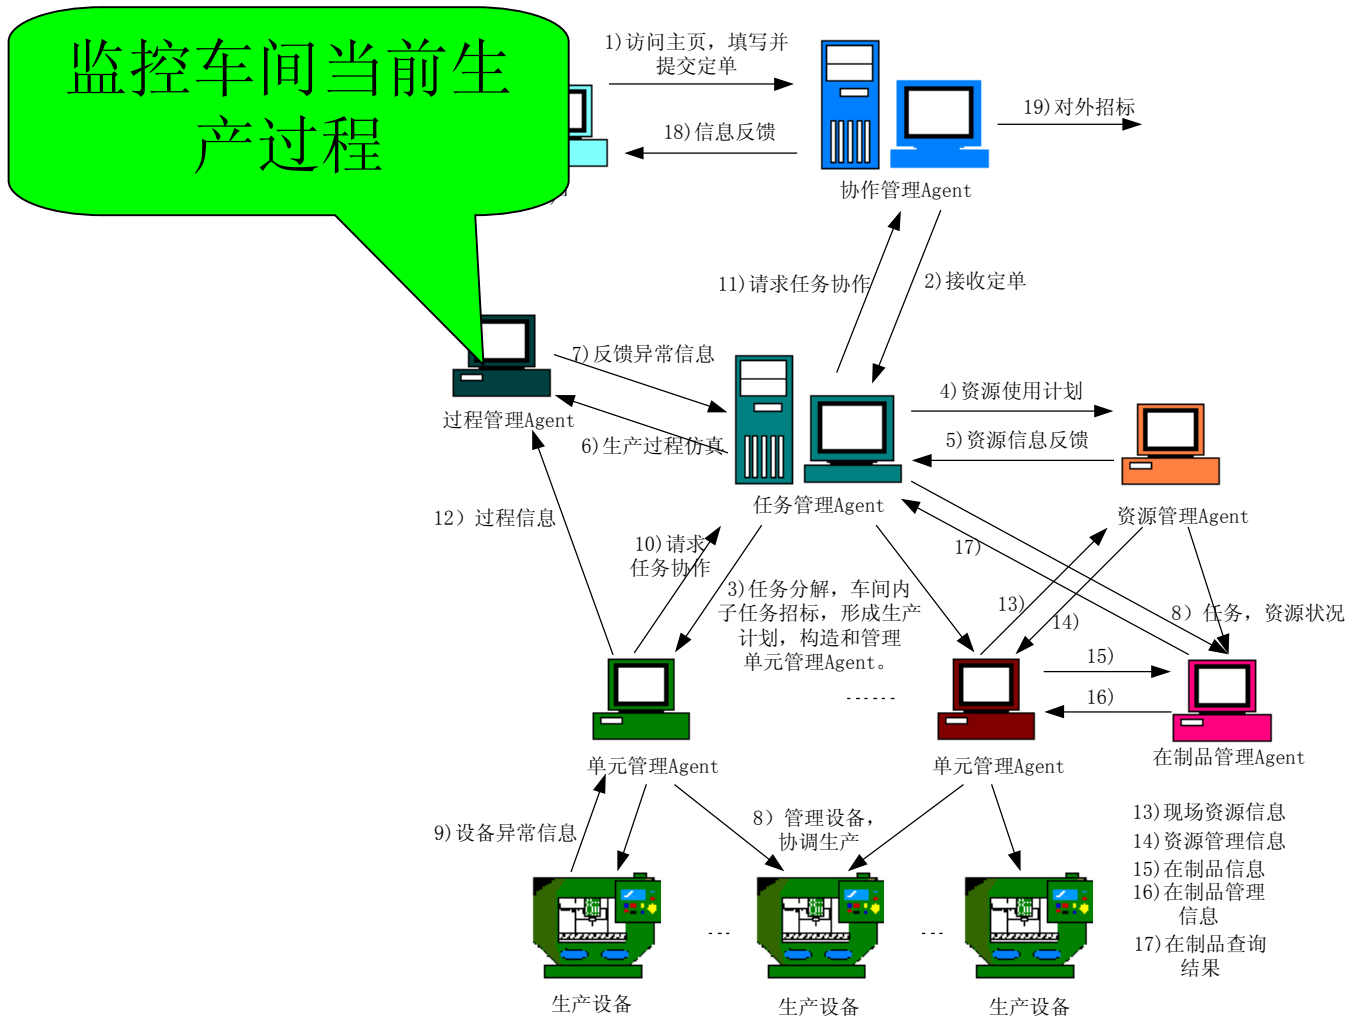 监控车间当前生
产过程
1)访问主页，填写并
提交定单
18)信息反馈
19)对外招标
协作管理Agent
11)请求任务协作
2)接收定单
7)反馈异常信息
过程管理Agent
6)生产过程仿真
4)资源使用计划
5)资源信息反馈
任务管理Agent
资源管理Agent
12）过程信息
10)请求
任务协作
17)
3)任务分解，车间内
子任务招标，形成生产
计划，构造和管理
单元管理Agent。
13)
14)
8）任务，资源状况
15)
16)
......
单元管理Agent
单元管理Agent
在制品管理Agent
9)设备异常信息
8）管理设备，
协调生产
13)现场资源信息
14)资源管理信息
15)在制品信息
16)在制品管理
信息
17)在制品查询
结果
...
...
生产设备
生产设备
生产设备